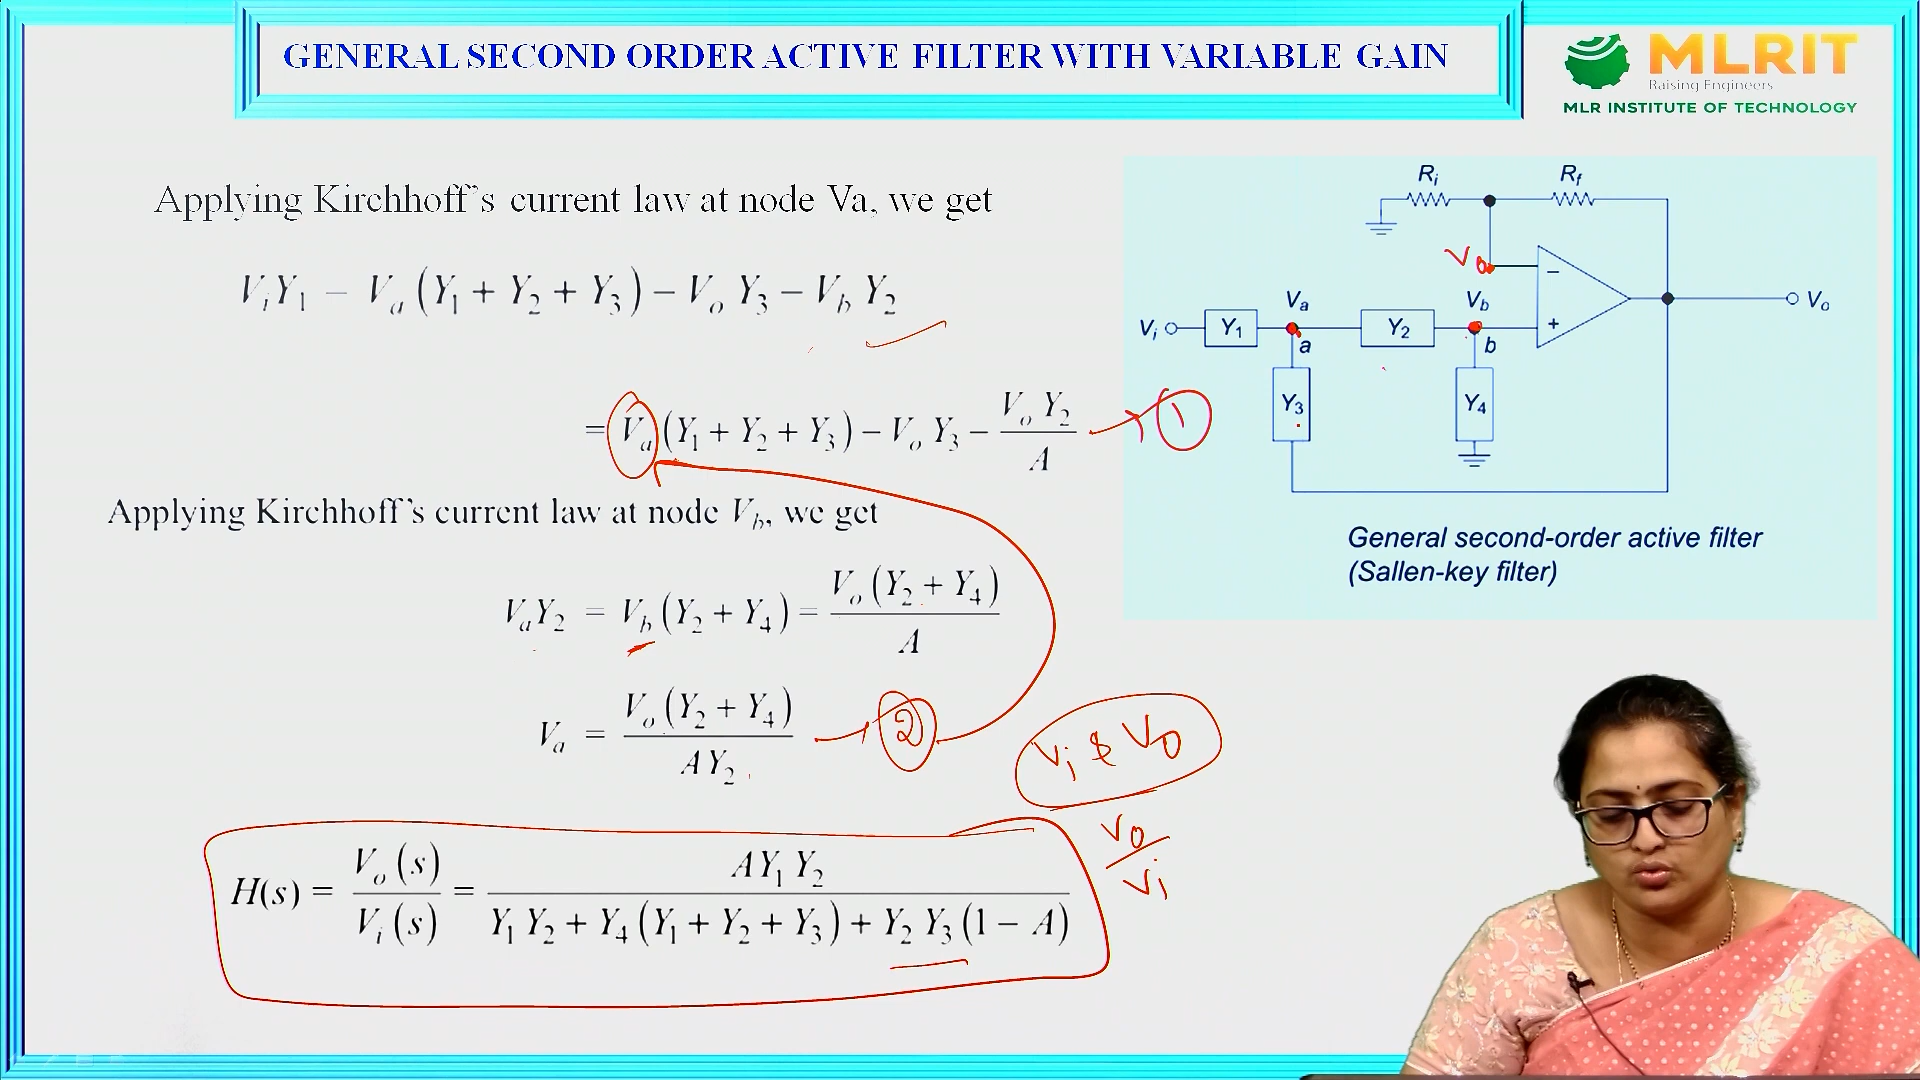 GENERAL SECOND ORDER ACTIVE FILTER WITH VARIABLE GAIN
MLRIT
Raising Engineers
MLR INSTITUTE OF TECHNOLOGY
Applying Kirchhoff's current law at node Va, we get
V_i Y_1 = V_a (Y_1 + Y_2 + Y_3) − V_o Y_3 − V_b Y_2
= V_a (Y_1 + Y_2 + Y_3) − V_o Y_3 − V_o Y_2 / A
1
Applying Kirchhoff's current law at node V_b, we get
V_a Y_2 = V_b (Y_2 + Y_4) = V_o (Y_2 + Y_4) / A
V_a = V_o (Y_2 + Y_4) / A Y_2
2
V_i & V_0
V_0 / V_i
H(s) = V_o (s) / V_i (s) = A Y_1 Y_2 / Y_1 Y_2 + Y_4 (Y_1 + Y_2 + Y_3) + Y_2 Y_3 (1 − A)
R_i
R_f
−
V_a
V_b
V_i
Y_1
Y_2
+
V_o
a
b
Y_3
Y_4
General second-order active filter
(Sallen-key filter)